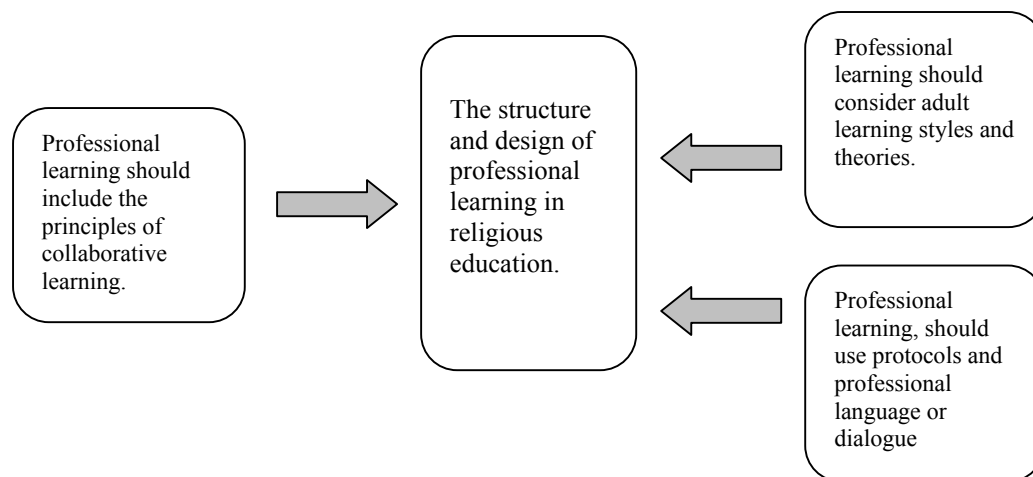 Professional
learning should
include the
principles of
collaborative
learning.
The structure
and design of
professional
learning in
religious
education.
Professional
learning should
consider adult
learning styles and
theories.
Professional
learning, should
use protocols and
professional
language or
dialogue